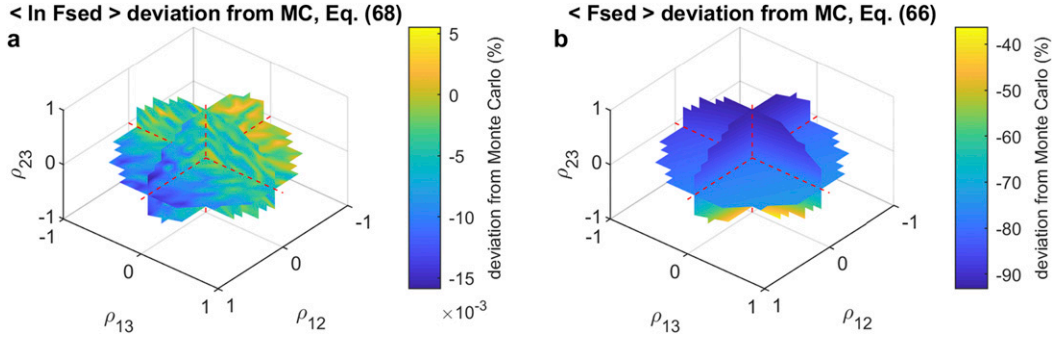 < ln Fsed > deviation from MC, Eq. (68)
a
1
0
-1
ρ23
-1
0
1
ρ13
1
0
-1
ρ12
5
0
-5
-10
-15
×10-3
deviation from Monte Carlo (%)
< Fsed > deviation from MC, Eq. (66)
b
1
0
-1
ρ23
-1
0
1
ρ13
1
0
-1
ρ12
-40
-50
-60
-70
-80
-90
deviation from Monte Carlo (%)